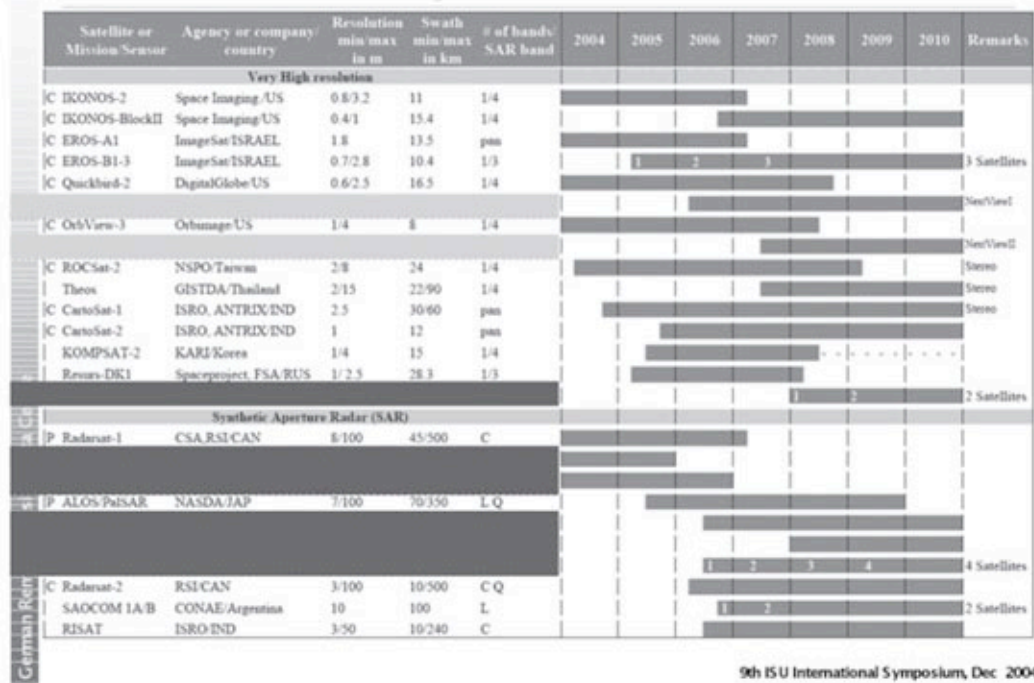 Satellite or Mission/Sensor Agency or company/ country Resolution min/max in m Swath min/max in km # of bands/ SAR band 2004 2005 2006 2007 2008 2009 2010 Remarks
Very High resolution
C IKONOS-2 Space Imaging/US 0.8/3.2 11 1/4
C IKONOS-BlockII Space Imaging/US 0.4/1 15.4 1/4
C EROS-A1 ImageSat/ISRAEL 1.8 13.5 pan
C EROS-B1-3 ImageSat/ISRAEL 0.7/2.8 10.4 1/3 1 2 3 3 Satellites
C Quickbird-2 DigitalGlobe/US 0.6/2.5 16.5 1/4
NextViewI
C OrbView-3 Orbimage/US 1/4 8 1/4
NextViewII
C ROCSat-2 NSPO/Taiwan 2/8 24 1/4 Stereo
Theos GISTDA/Thailand 2/15 22/90 1/4 Stereo
C CartoSat-1 ISRO, ANTRIX/IND 2.5 30/60 pan Stereo
C CartoSat-2 ISRO, ANTRIX/IND 1 12 pan
KOMPSAT-2 KARI/Korea 1/4 15 1/4
Resurs-DK1 Spaceproject, FSA/RUS 1/2.5 28.3 1/3
1 2 2 Satellites
Synthetic Aperture Radar (SAR)
P Radarsat-1 CSA,RSI/CAN 8/100 45/500 C
P ALOS/PalSAR NASDA/JAP 7/100 70/350 L Q
1 2 3 4 4 Satellites
C Radarsat-2 RSI/CAN 3/100 10/500 C Q
SAOCOM 1A/B CONAE/Argentina 10 100 L 1 2 2 Satellites
RISAT ISRO/IND 3/50 10/240 C
German Rem
9th ISU International Symposium, Dec 2004